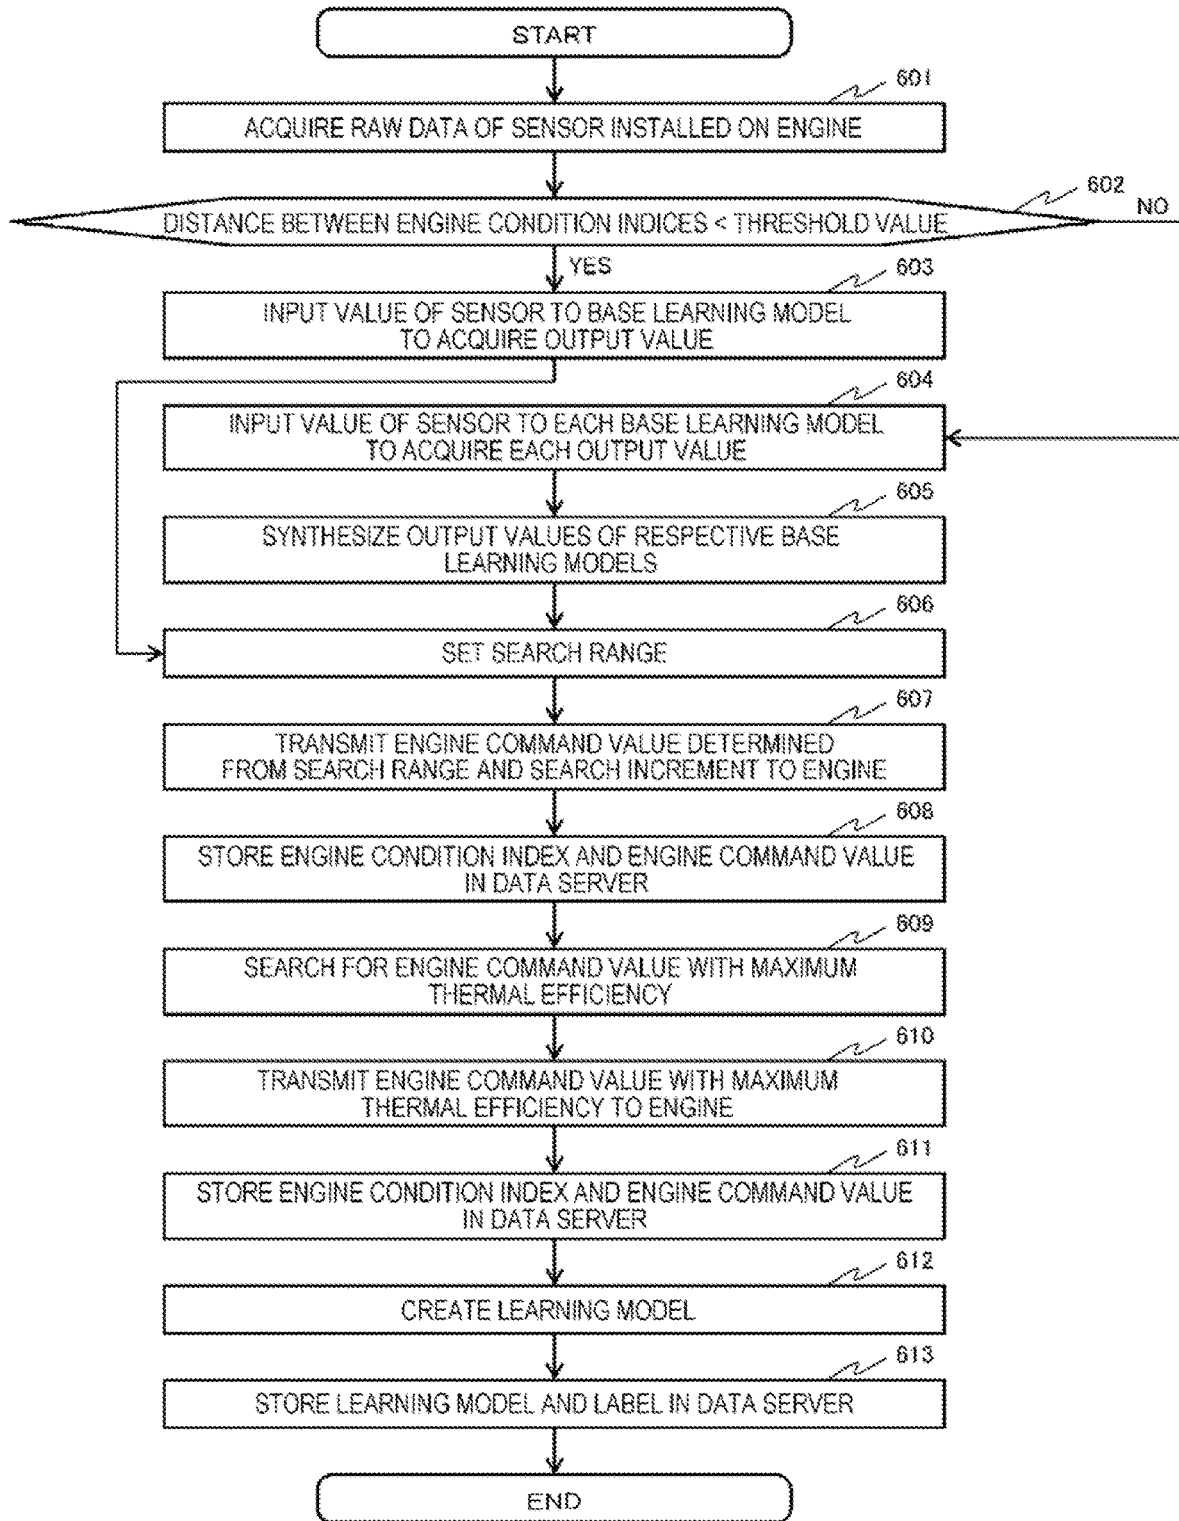 START
601
ACQUIRE RAW DATA OF SENSOR INSTALLED ON ENGINE
602
DISTANCE BETWEEN ENGINE CONDITION INDICES < THRESHOLD VALUE
NO
YES
603
INPUT VALUE OF SENSOR TO BASE LEARNING MODEL
TO ACQUIRE OUTPUT VALUE
604
INPUT VALUE OF SENSOR TO EACH BASE LEARNING MODEL
TO ACQUIRE EACH OUTPUT VALUE
605
SYNTHESIZE OUTPUT VALUES OF RESPECTIVE BASE
LEARNING MODELS
606
SET SEARCH RANGE
607
TRANSMIT ENGINE COMMAND VALUE DETERMINED
FROM SEARCH RANGE AND SEARCH INCREMENT TO ENGINE
608
STORE ENGINE CONDITION INDEX AND ENGINE COMMAND VALUE
IN DATA SERVER
609
SEARCH FOR ENGINE COMMAND VALUE WITH MAXIMUM
THERMAL EFFICIENCY
610
TRANSMIT ENGINE COMMAND VALUE WITH MAXIMUM
THERMAL EFFICIENCY TO ENGINE
611
STORE ENGINE CONDITION INDEX AND ENGINE COMMAND VALUE
IN DATA SERVER
612
CREATE LEARNING MODEL
613
STORE LEARNING MODEL AND LABEL IN DATA SERVER
END